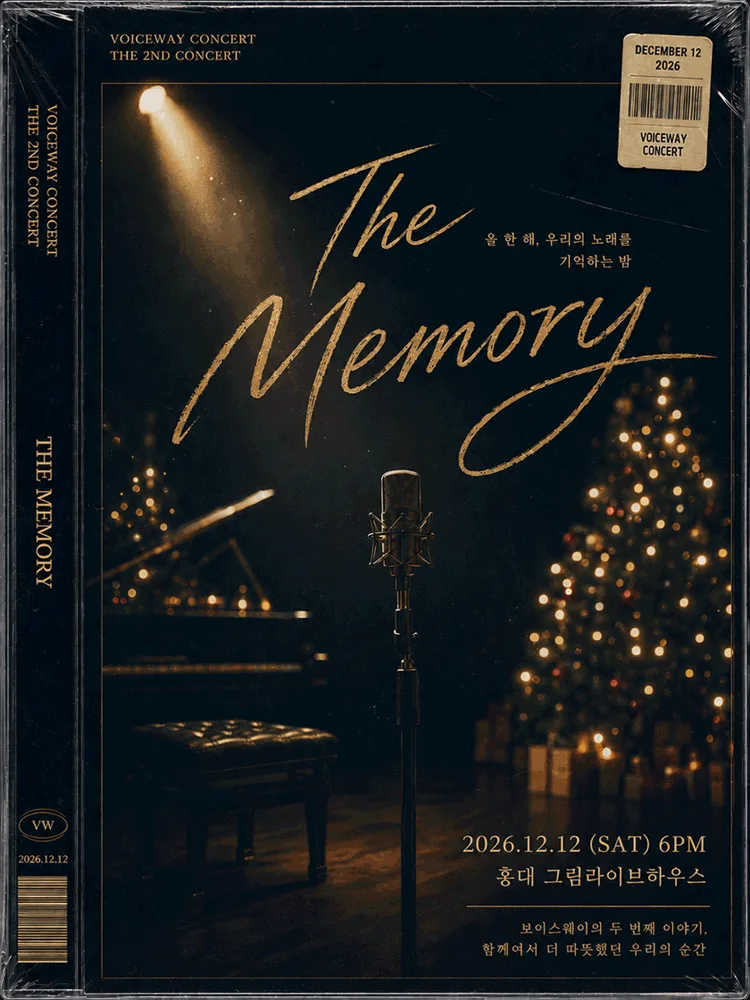 VOICEWAY CONCERT
THE 2ND CONCERT
DECEMBER 12
2026
VOICEWAY
CONCERT
VOICEWAY CONCERT
THE 2ND CONCERT
The
올 한 해, 우리의 노래를
기억하는 밤
Memory
THE MEMORY
VW
2026.12.12
2026.12.12 (SAT) 6PM
홍대 그림라이브하우스
보이스웨이의 두 번째 이야기,
함께여서 더 따뜻했던 우리의 순간